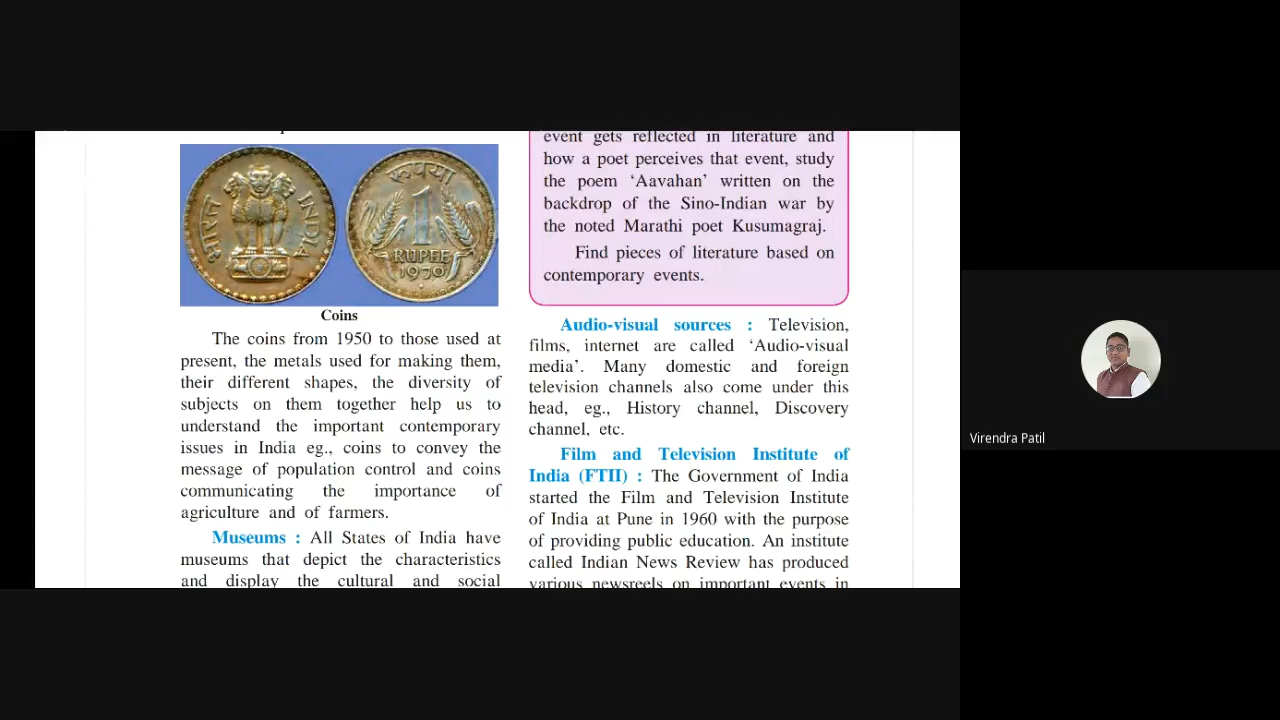 भारत
INDIA
रूपया
1
RUPEE
Coins
The coins from 1950 to those used at
present, the metals used for making them,
their different shapes, the diversity of
subjects on them together help us to
understand the important contemporary
issues in India eg., coins to convey the
message of population control and coins
communicating the importance of
agriculture and of farmers.
Museums : All States of India have
museums that depict the characteristics
and display the cultural and social
event gets reflected in literature and
how a poet perceives that event, study
the poem ‘Aavahan’ written on the
backdrop of the Sino-Indian war by
the noted Marathi poet Kusumagraj.
Find pieces of literature based on
contemporary events.
Audio-visual sources : Television,
films, internet are called ‘Audio-visual
media’. Many domestic and foreign
television channels also come under this
head, eg., History channel, Discovery
channel, etc.
Film and Television Institute of
India (FTII) : The Government of India
started the Film and Television Institute
of India at Pune in 1960 with the purpose
of providing public education. An institute
called Indian News Review has produced
various newsreels on important events in
Virendra Patil